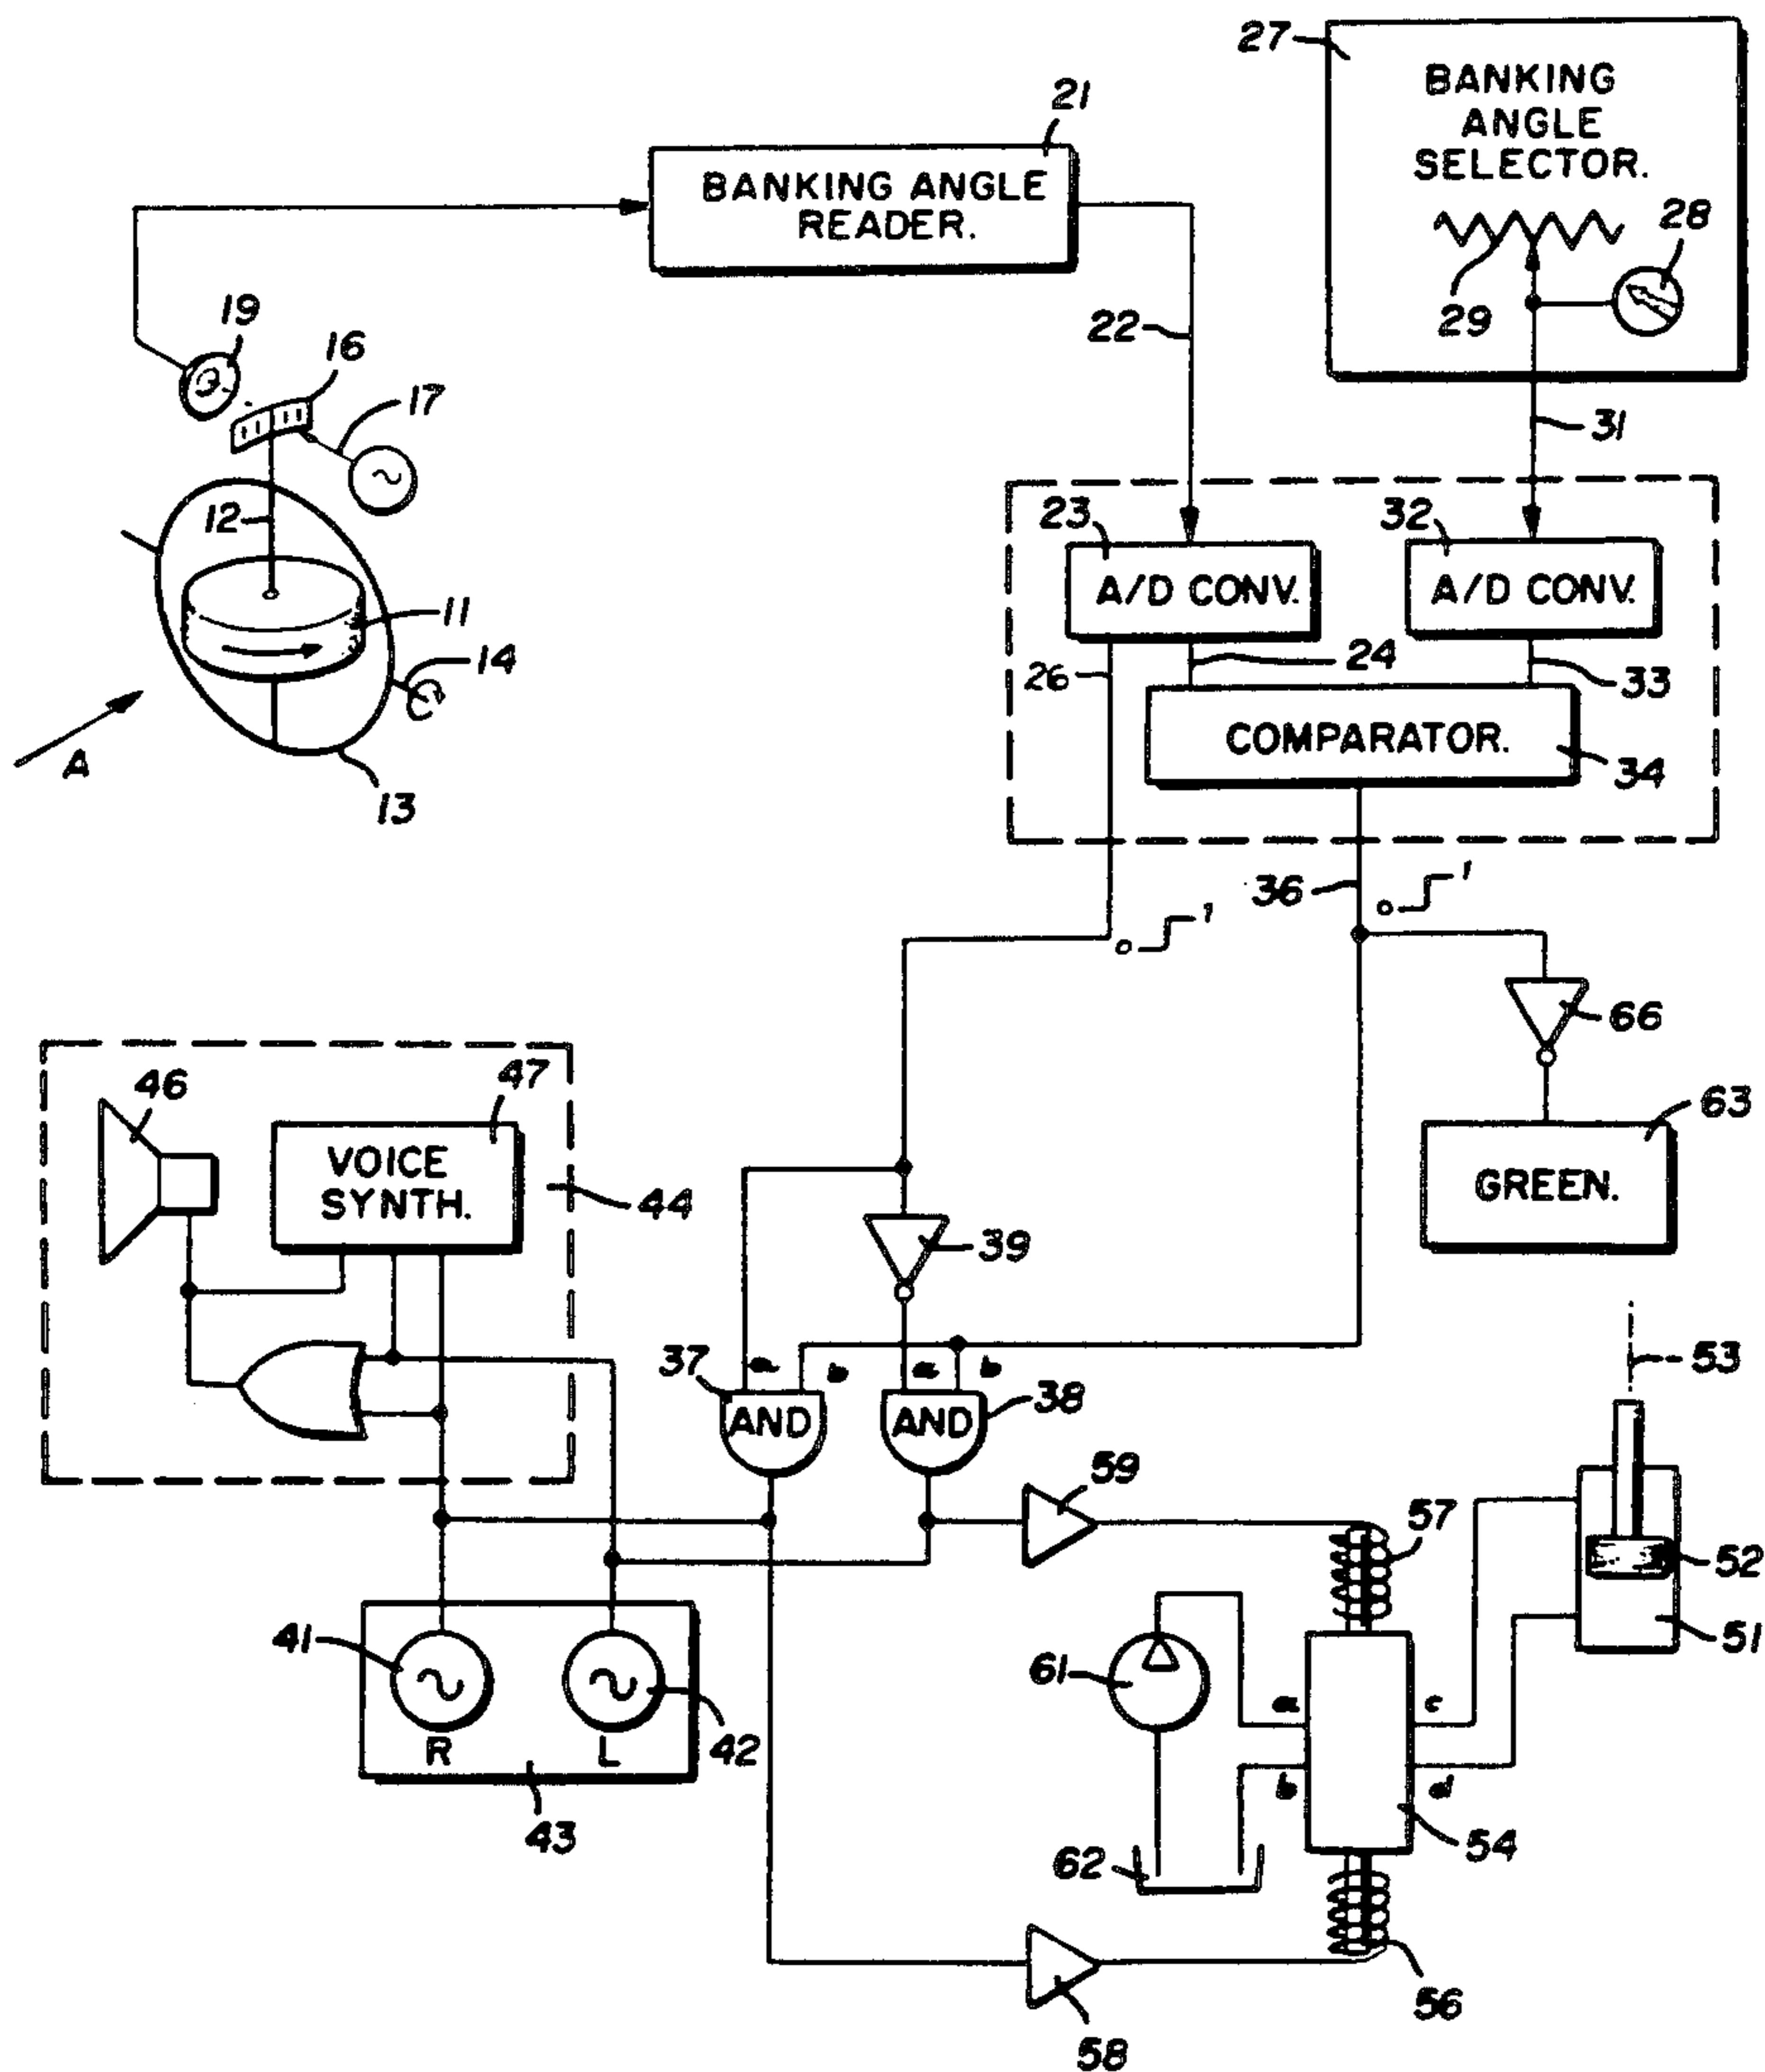 27
BANKING
ANGLE
SELECTOR.
28
29
21
BANKING ANGLE
READER.
22
31
19
16
17
12
11
14
13
A
23
A/D CONV.
32
A/D CONV.
26
24
33
COMPARATOR.
34
36
0 1
0 1
66
63
GREEN.
46
47
VOICE
SYNTH.
44
39
37
a b a b
AND
AND
38
53
59
57
52
51
41
42
R L
43
61
a c
b d
62
54
56
58